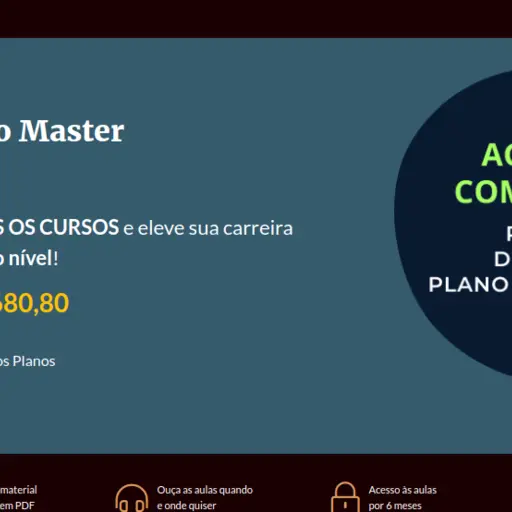 o Master
S OS CURSOS e eleve sua carreira
o nível!
680,80
os Planos
AC
COM
D
PLANO
material
em PDF
Ouça as aulas quando
e onde quiser
Acesso às aulas
por 6 meses